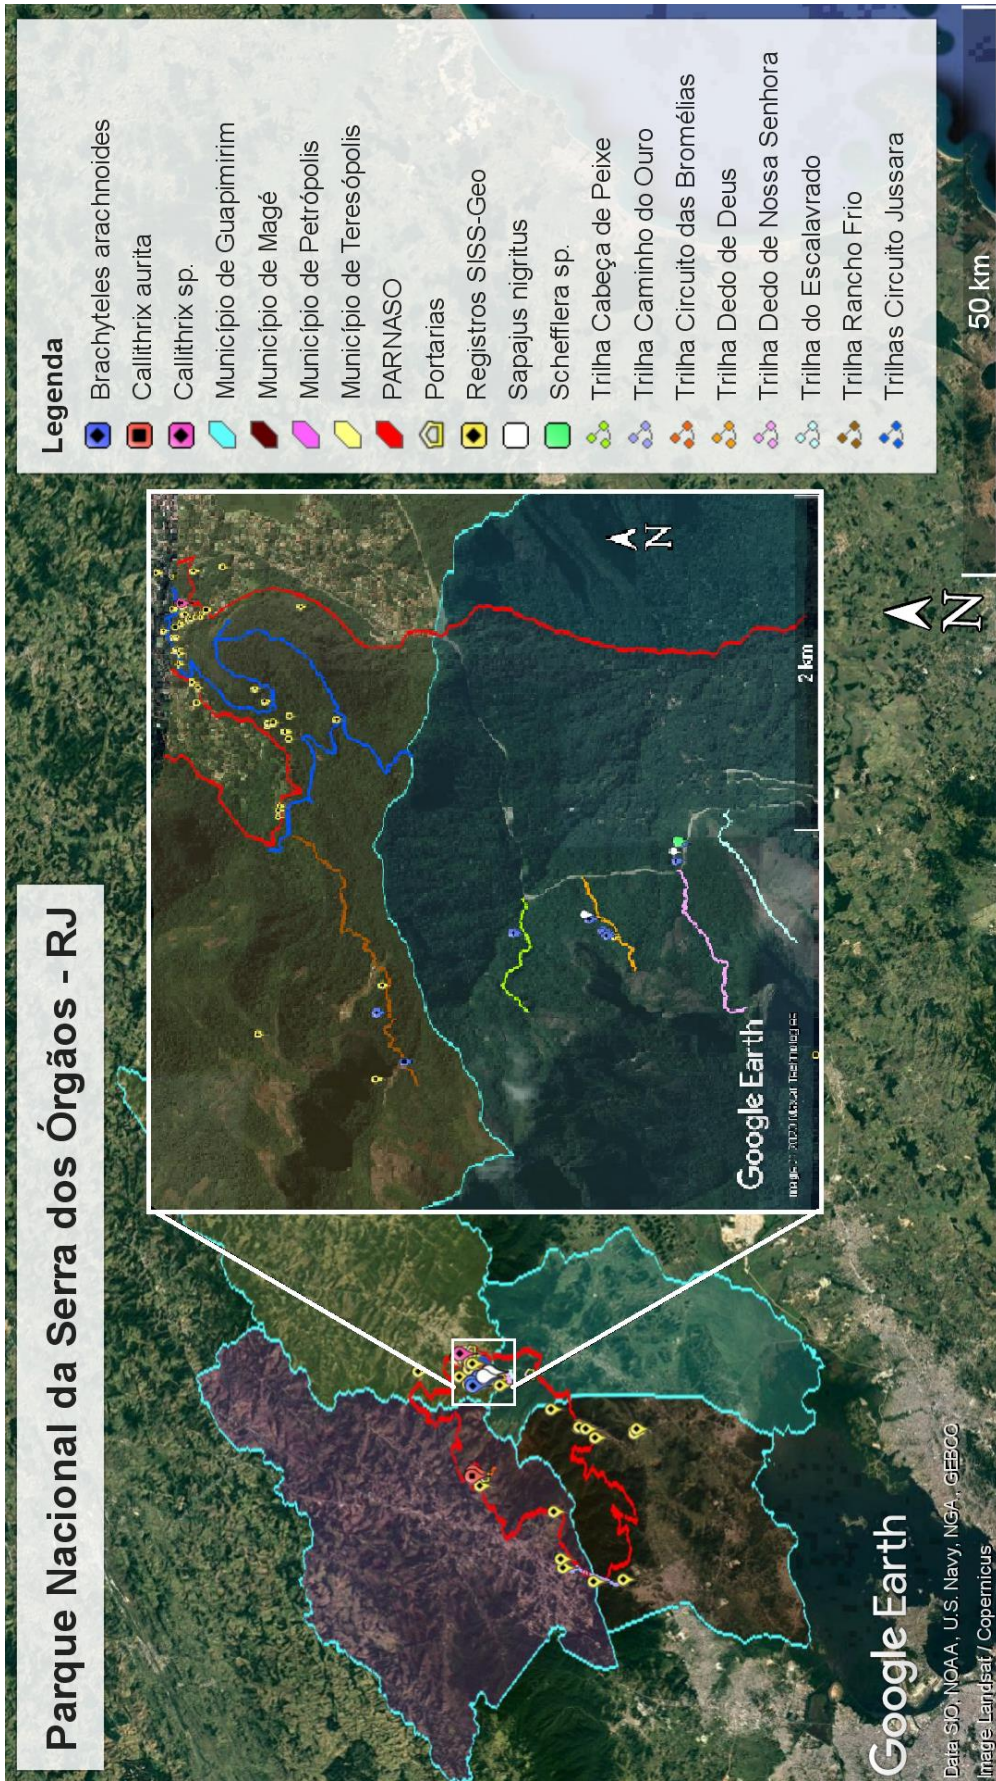 Parque Nacional da Serra dos Órgãos - RJ
Legenda
Brachyteles arachnoides
Callithrix aurita
Callithrix sp.
Município de Guapimirim
Município de Magé
Município de Petrópolis
Município de Teresópolis
PARNASO
Portarias
Registros SISS-Geo
Sapajus nigritus
Schefflera sp.
Trilha Cabeça de Peixe
Trilha Caminho do Ouro
Trilha Circuito das Bromélias
Trilha Dedo de Deus
Trilha Dedo de Nossa Senhora
Trilha do Escalavrado
Trilha Rancho Frio
Trilhas Circuito Jussara
N
2 km
Google Earth
Technologies
N
50 km
Google Earth
Data SIO, NOAA, U.S. Navy, NGA, GEBCO
Image Landsat / Copernicus